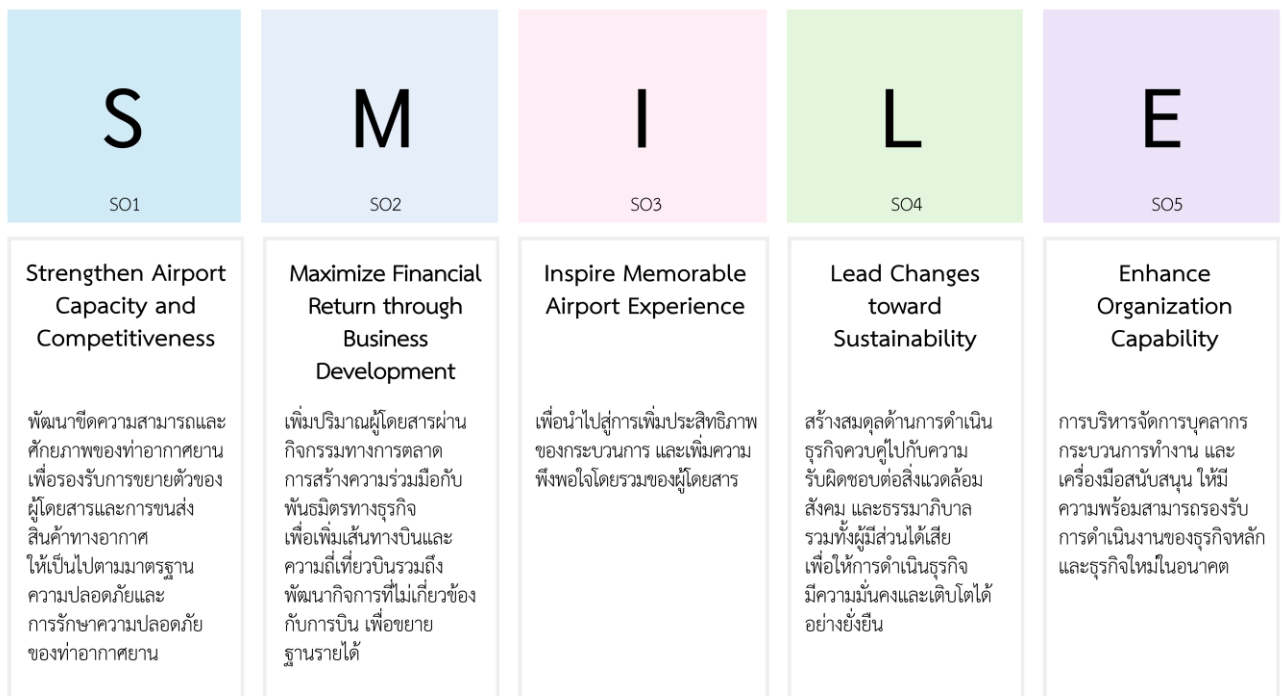 S
SO1
Strengthen Airport
Capacity and
Competitiveness
พัฒนาขีดความสามารถและ
ศักยภาพของท่าอากาศยาน
เพื่อรองรับการขยายตัวของ
ผู้โดยสารและการขนส่ง
สินค้าทางอากาศ
ให้เป็นไปตามมาตรฐาน
ความปลอดภัยและ
การรักษาความปลอดภัย
ของท่าอากาศยาน
M
SO2
Maximize Financial
Return through
Business
Development
เพิ่มปริมาณผู้โดยสารผ่าน
กิจกรรมทางการตลาด
การสร้างความร่วมมือกับ
พันธมิตรทางธุรกิจ
เพื่อเพิ่มเส้นทางบินและ
ความถี่เที่ยวบินรวมถึง
พัฒนากิจการที่ไม่เกี่ยวข้อง
กับการบิน เพื่อขยาย
ฐานรายได้
I
SO3
Inspire Memorable
Airport Experience
เพื่อนำไปสู่การเพิ่มประสิทธิภาพ
ของกระบวนการ และเพิ่มความ
พึงพอใจโดยรวมของผู้โดยสาร
L
SO4
Lead Changes
toward
Sustainability
สร้างสมดุลด้านการดำเนิน
ธุรกิจควบคู่ไปกับความ
รับผิดชอบต่อสิ่งแวดล้อม
สังคม และธรรมาภิบาล
รวมทั้งผู้มีส่วนได้เสีย
เพื่อให้การดำเนินธุรกิจ
มีความมั่นคงและเติบโตได้
อย่างยั่งยืน
E
SO5
Enhance
Organization
Capability
การบริหารจัดการบุคลากร
กระบวนการทำงาน และ
เครื่องมือสนับสนุน ให้มี
ความพร้อมสามารถรองรับ
การดำเนินงานของธุรกิจหลัก
และธุรกิจใหม่ในอนาคต